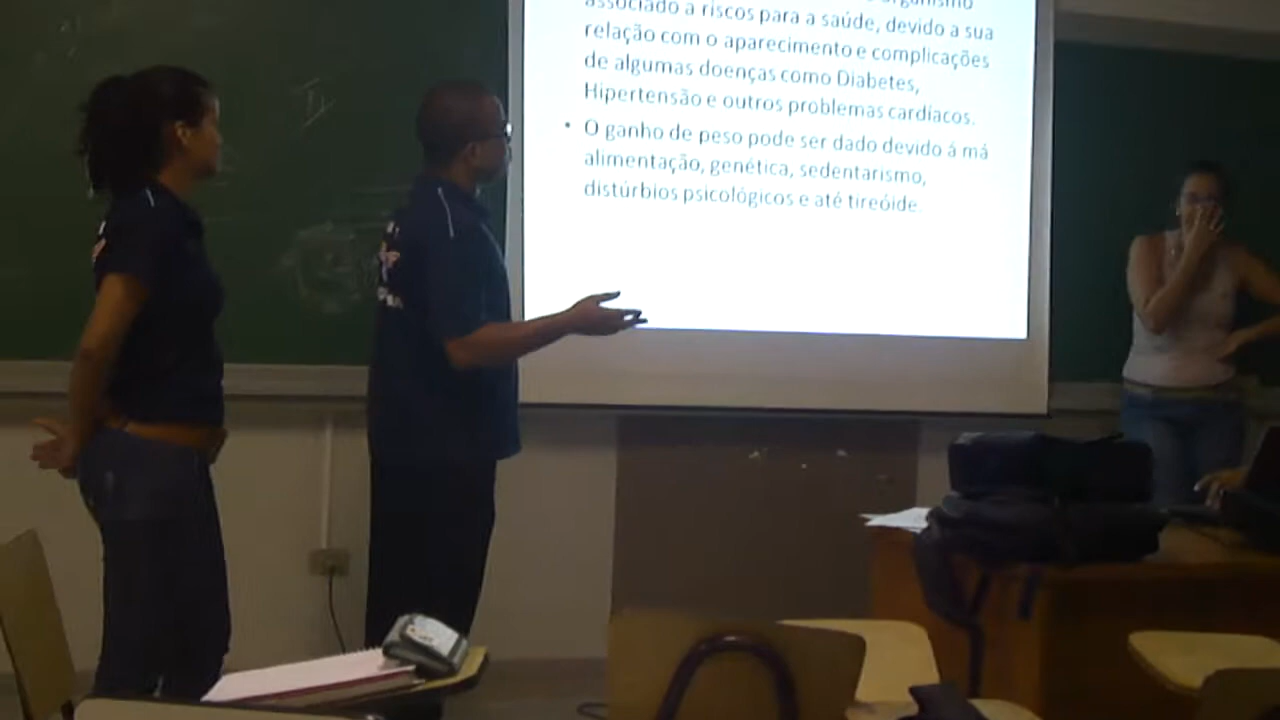 organismo
associado a riscos para a saúde, devido a sua
relação com o aparecimento e complicações
de algumas doenças como Diabetes,
Hipertensão e outros problemas cardíacos.
• O ganho de peso pode ser dado devido á má
alimentação, genética, sedentarismo,
distúrbios psicológicos e até tireóide.